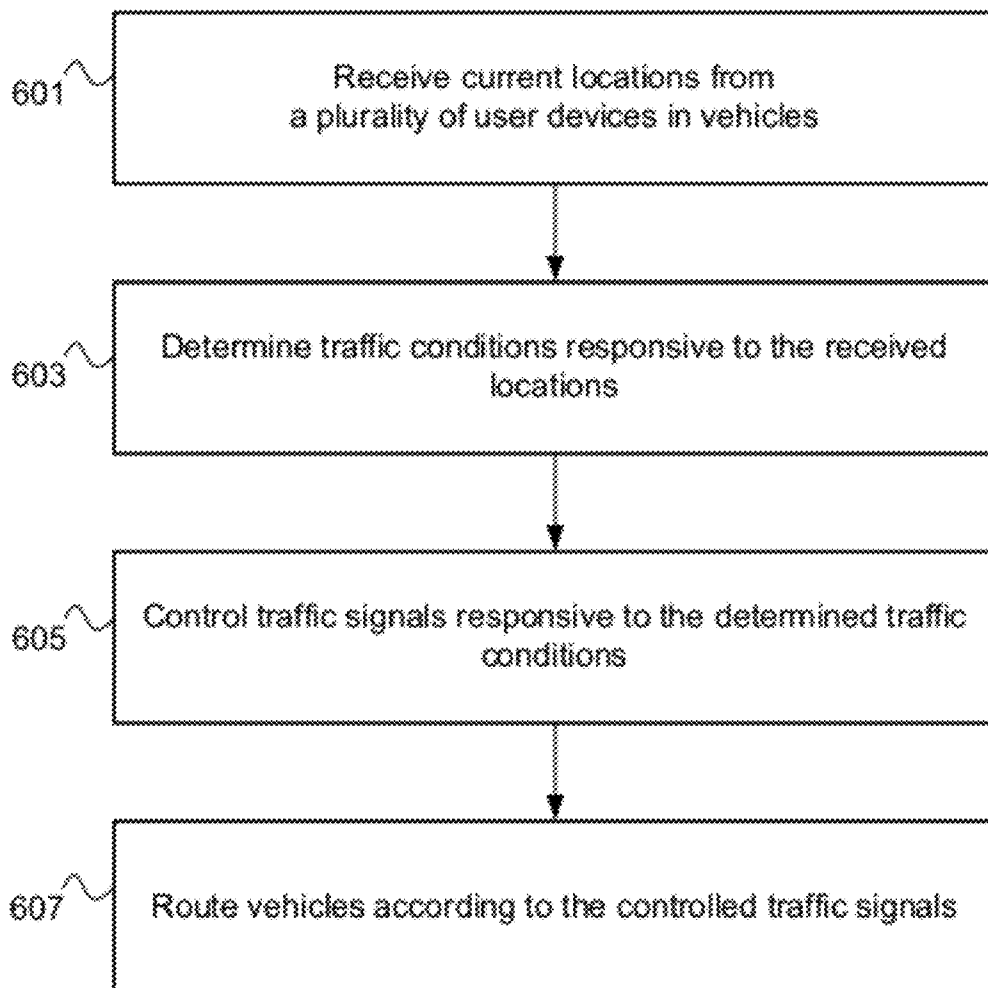 601
Receive current locations from
a plurality of user devices in vehicles
603
Determine traffic conditions responsive to the received
locations
605
Control traffic signals responsive to the determined traffic
conditions
607
Route vehicles according to the controlled traffic signals